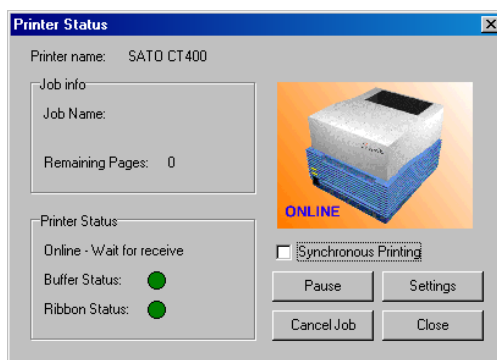 Printer Status
Printer name: SATO CT400
Job info
Job Name:
Remaining Pages: 0
ONLINE
Printer Status
Online - Wait for receive
Buffer Status:
Ribbon Status:
Synchronous Printing
Pause
Settings
Cancel Job
Close